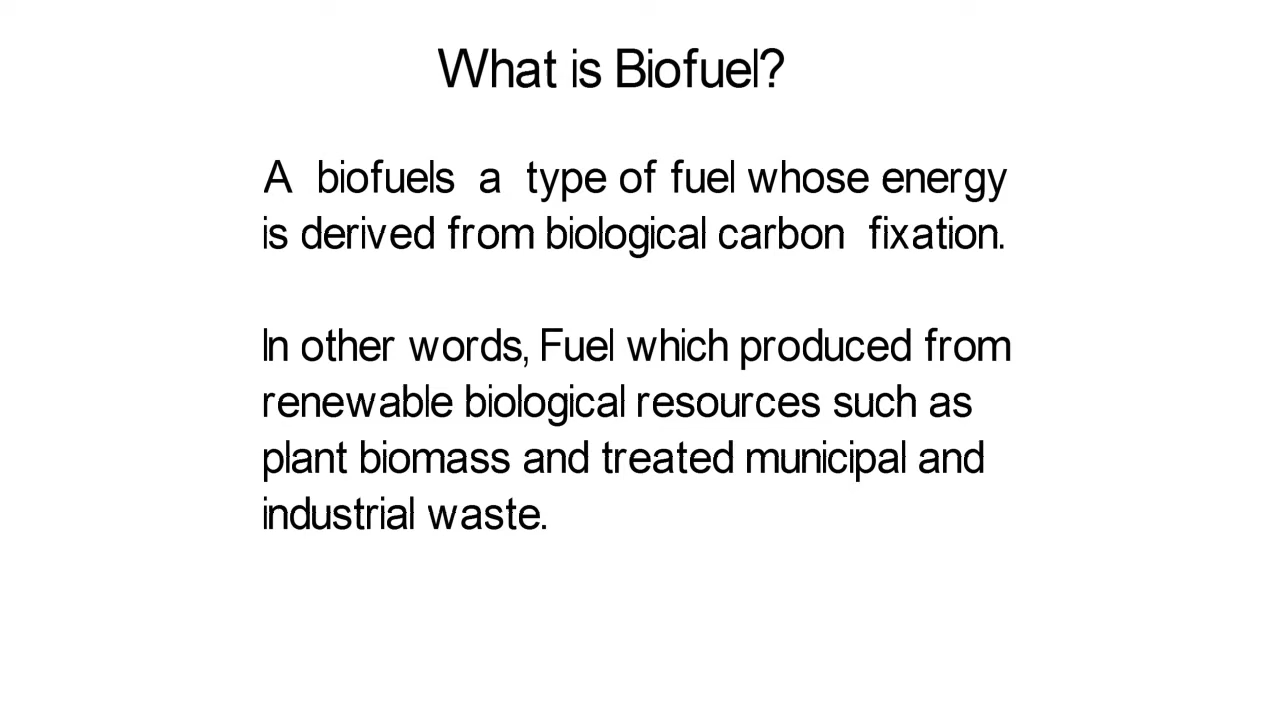 What is Biofuel?
A biofuels a type of fuel whose energy
is derived from biological carbon fixation.
In other words, Fuel which produced from
renewable biological resources such as
plant biomass and treated municipal and
industrial waste.